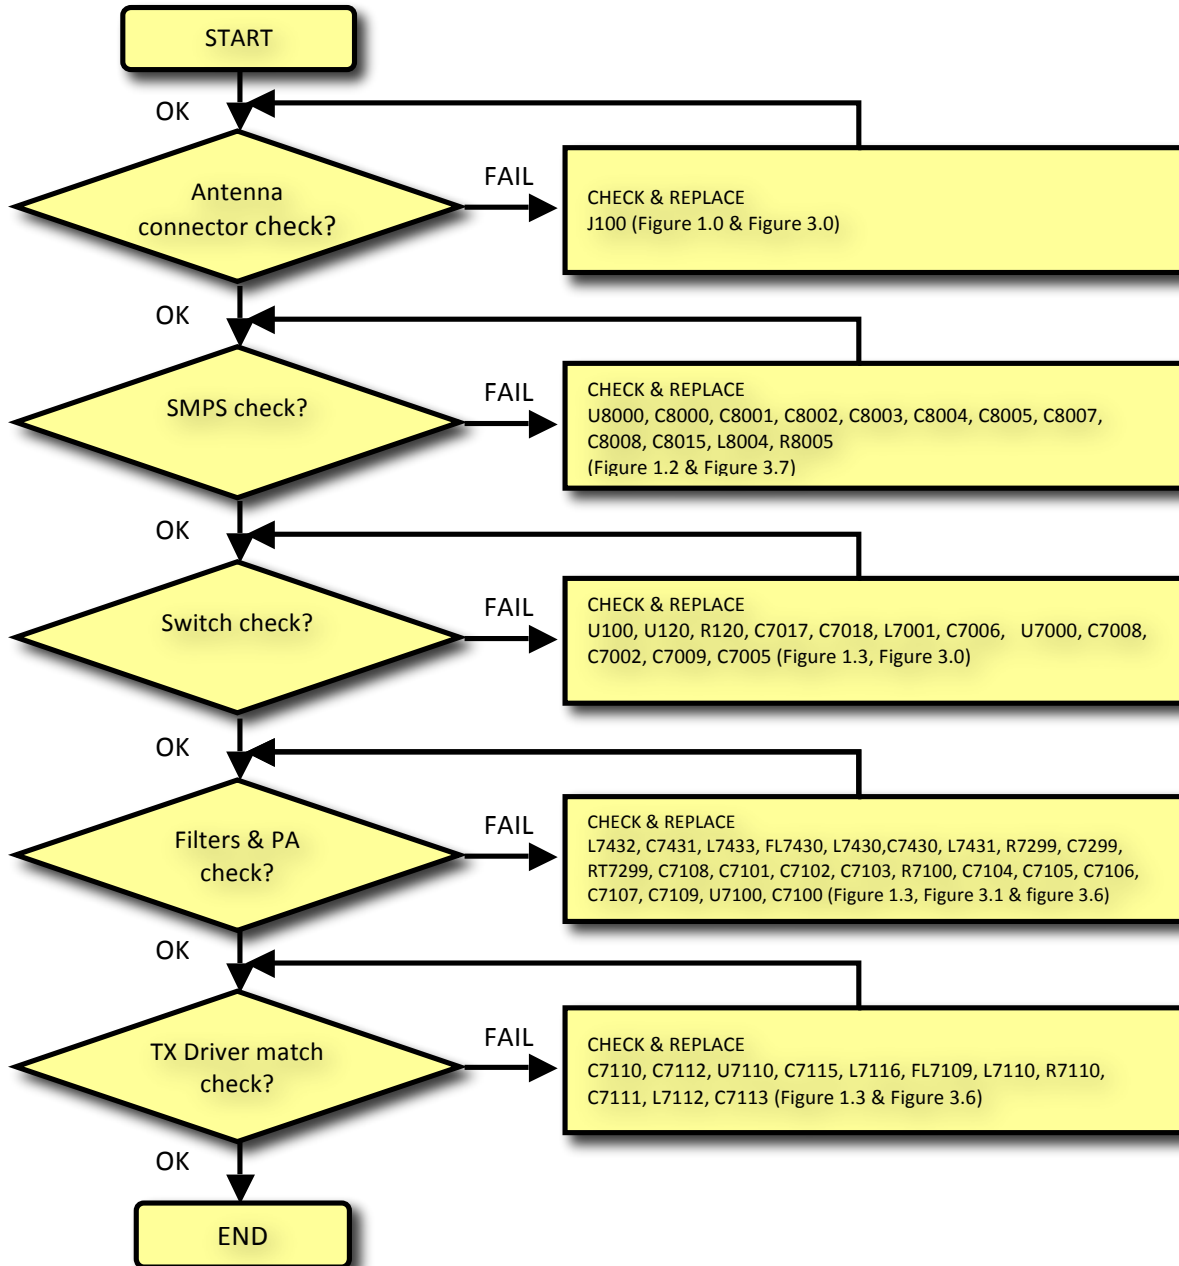 START
OK
Antenna
connector check?
FAIL
CHECK & REPLACE
J100 (Figure 1.0 & Figure 3.0)
OK
SMPS check?
FAIL
CHECK & REPLACE
U8000, C8000, C8001, C8002, C8003, C8004, C8005, C8007,
C8008, C8015, L8004, R8005
(Figure 1.2 & Figure 3.7)
OK
Switch check?
FAIL
CHECK & REPLACE
U100, U120, R120, C7017, C7018, L7001, C7006, U7000, C7008,
C7002, C7009, C7005 (Figure 1.3, Figure 3.0)
OK
Filters & PA
check?
FAIL
CHECK & REPLACE
L7432, C7431, L7433, FL7430, L7430,C7430, L7431, R7299, C7299,
RT7299, C7108, C7101, C7102, C7103, R7100, C7104, C7105, C7106,
C7107, C7109, U7100, C7100 (Figure 1.3, Figure 3.1 & figure 3.6)
OK
TX Driver match
check?
FAIL
CHECK & REPLACE
C7110, C7112, U7110, C7115, L7116, FL7109, L7110, R7110,
C7111, L7112, C7113 (Figure 1.3 & Figure 3.6)
OK
END